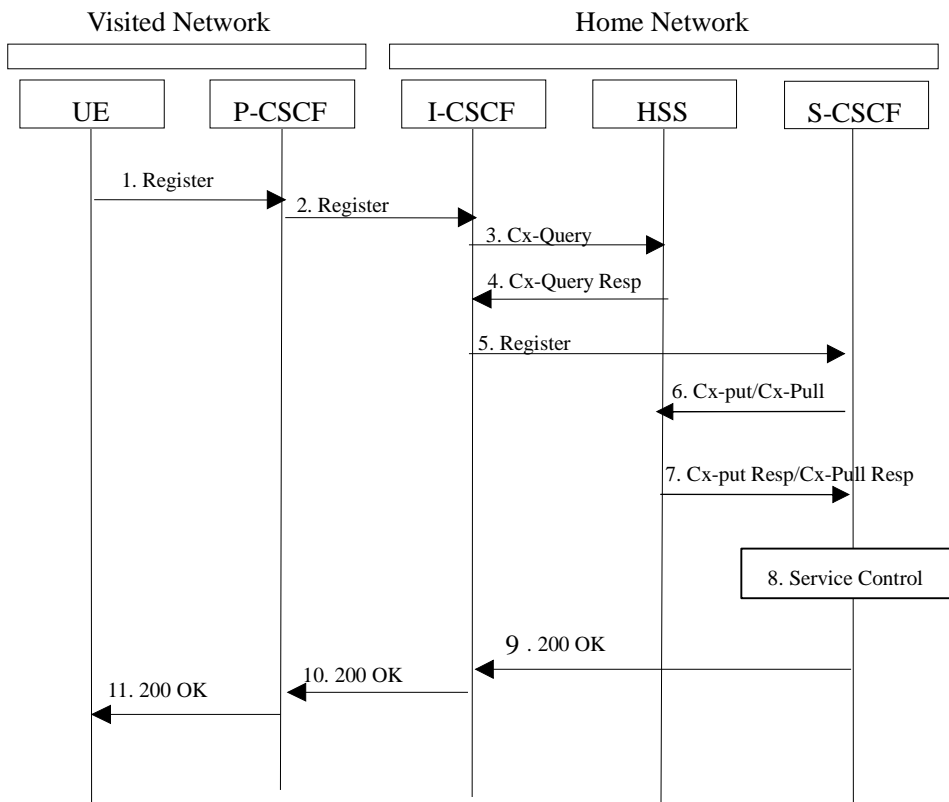 Visited Network
Home Network
UE
P-CSCF
I-CSCF
HSS
S-CSCF
1. Register
2. Register
3. Cx-Query
4. Cx-Query Resp
5. Register
6. Cx-put/Cx-Pull
7. Cx-put Resp/Cx-Pull Resp
8. Service Control
9 . 200 OK
10. 200 OK
11. 200 OK